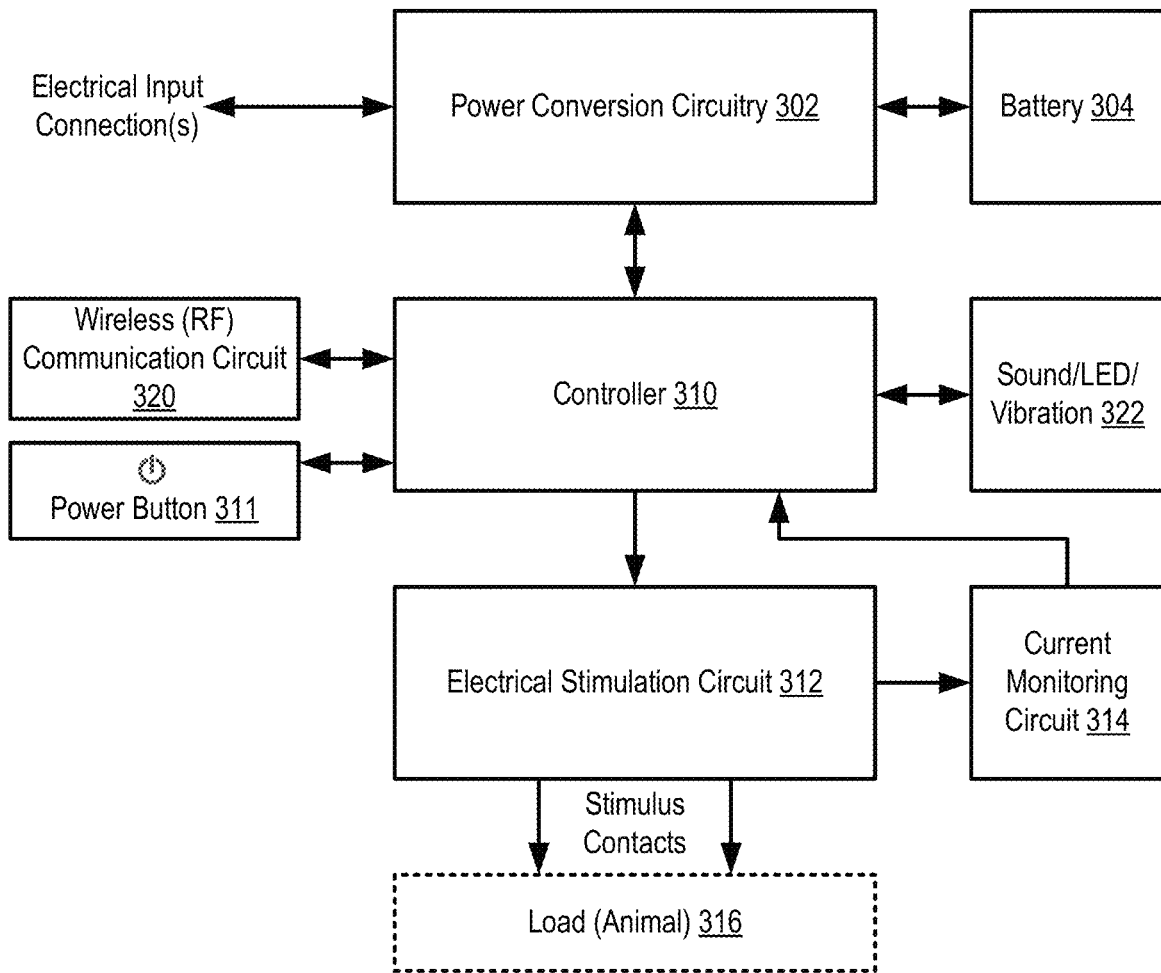 Electrical Input
Connection(s)
Power Conversion Circuitry 302
Battery 304
Wireless (RF)
Communication Circuit
320
Controller 310
Sound/LED/
Vibration 322
Power Button 311
Electrical Stimulation Circuit 312
Current
Monitoring
Circuit 314
Stimulus
Contacts
Load (Animal) 316